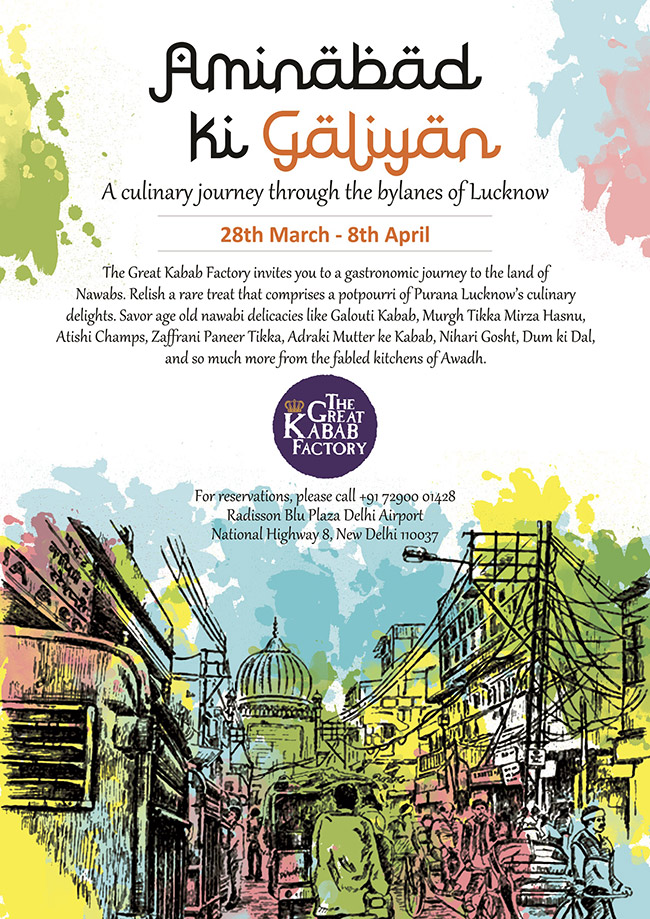 Aminäbäd
ki Gäliyän
A culinary journey through the bylanes of Lucknow
28th March - 8th April
The Great Kabab Factory invites you to a gastronomic journey to the land of
Nawabs. Relish a rare treat that comprises a potpourri of Purana Lucknow's culinary
delights. Savor age old nawabi delicacies like Galouti Kabab, Murgh Tikka Mirza Hasnu,
Atishi Champs, Zaffrani Paneer Tikka, Adraki Mutter ke Kabab, Nihari Gosht, Dum ki Dal,
and so much more from the fabled kitchens of Awadh.
THE
GREAT
KABAB
FACTORY
For reservations, please call +91 72900 01428
Radisson Blu Plaza Delhi Airport
National Highway 8, New Delhi 110037